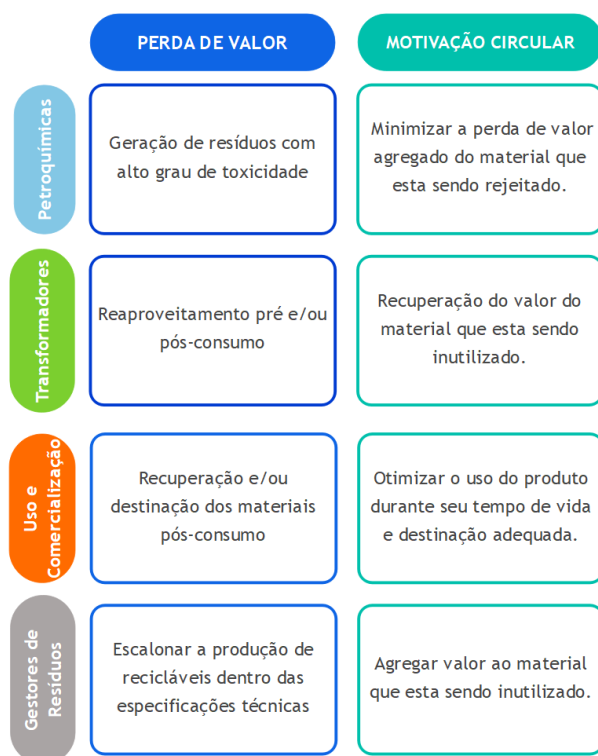 PERDA DE VALOR
MOTIVAÇÃO CIRCULAR
Petroquímicas
Geração de resíduos com
alto grau de toxicidade
Minimizar a perda de valor
agregado do material que
esta sendo rejeitado.
Transformadores
Reaproveitamento pré e/ou
pós-consumo
Recuperação do valor do
material que esta sendo
inutilizado.
Uso e
Comercialização
Recuperação e/ou
destinação dos materiais
pós-consumo
Otimizar o uso do produto
durante seu tempo de vida
e destinação adequada.
Gestores de
Resíduos
Escalonar a produção de
recicláveis dentro das
especificações técnicas
Agregar valor ao material
que esta sendo inutilizado.